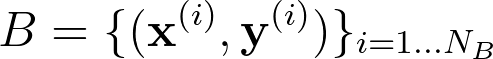 B = {(x^{(i)}, y^{(i)})}_{i=1...N_B}